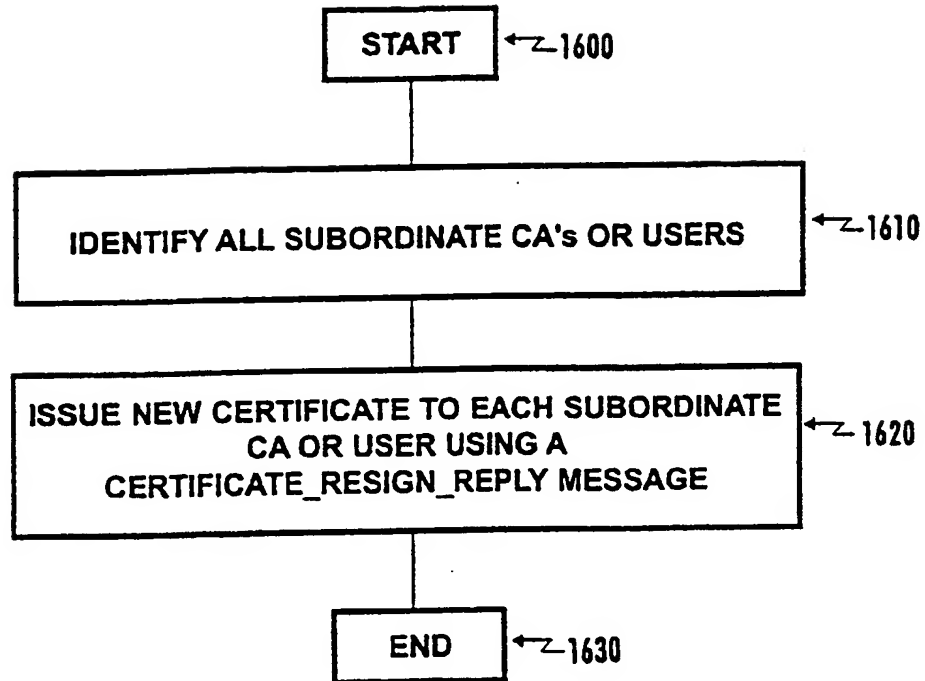 START
1600
IDENTIFY ALL SUBORDINATE CA's OR USERS
1610
ISSUE NEW CERTIFICATE TO EACH SUBORDINATE
CA OR USER USING A
CERTIFICATE_RESIGN_REPLY MESSAGE
1620
END
1630